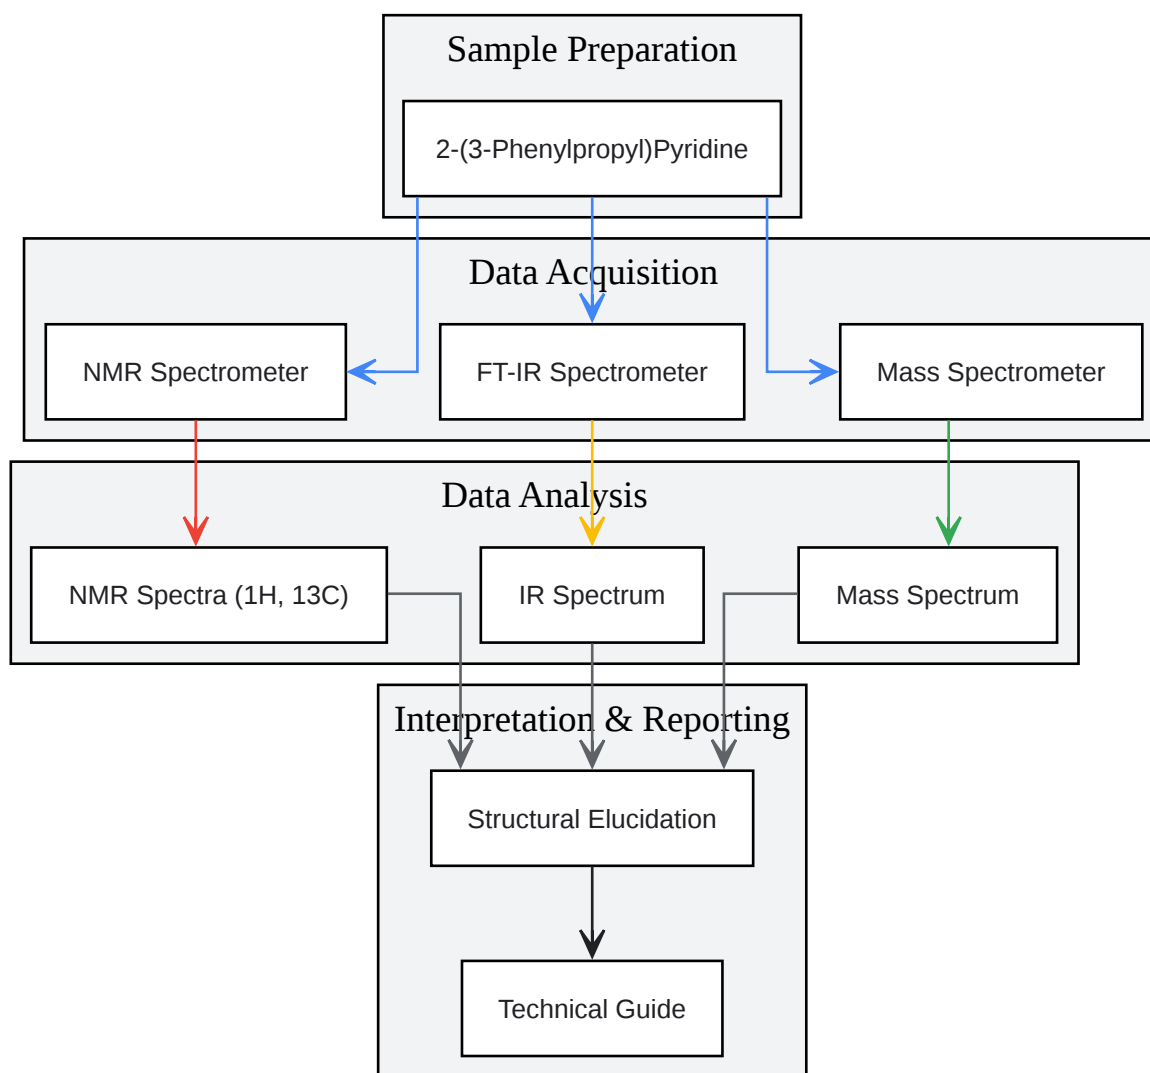 Sample Preparation
2-(3-Phenylpropyl)Pyridine
Data Acquisition
NMR Spectrometer
FT-IR Spectrometer
Mass Spectrometer
Data Analysis
NMR Spectra (1H, 13C)
IR Spectrum
Mass Spectrum
Interpretation & Reporting
Structural Elucidation
Technical Guide